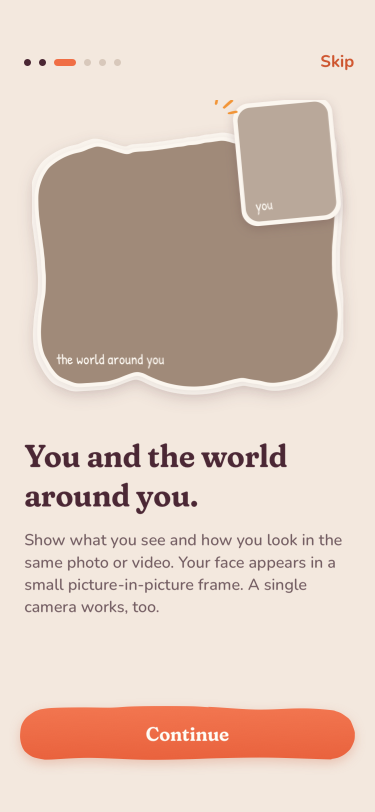 Skip
you
the world around you
You and the world
around you.
Show what you see and how you look in the
same photo or video. Your face appears in a
small picture-in-picture frame. A single
camera works, too.
Continue